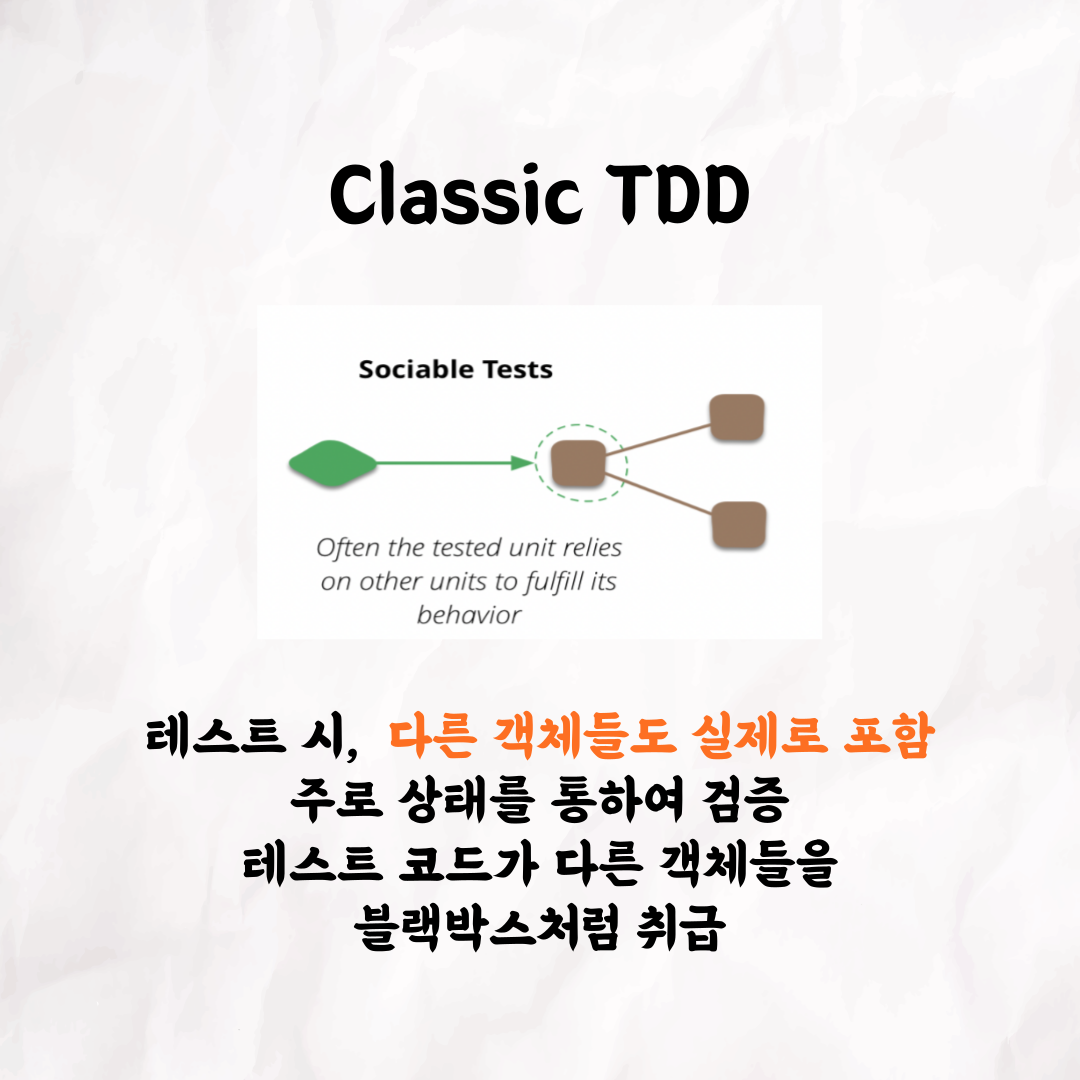 Classic TDD
Sociable Tests
Often the tested unit relies
on other units to fulfill its
behavior
테스트 시, 다른 객체들도 실제로 포함
주로 상태를 통하여 검증
테스트 코드가 다른 객체들을
블랙박스처럼 취급